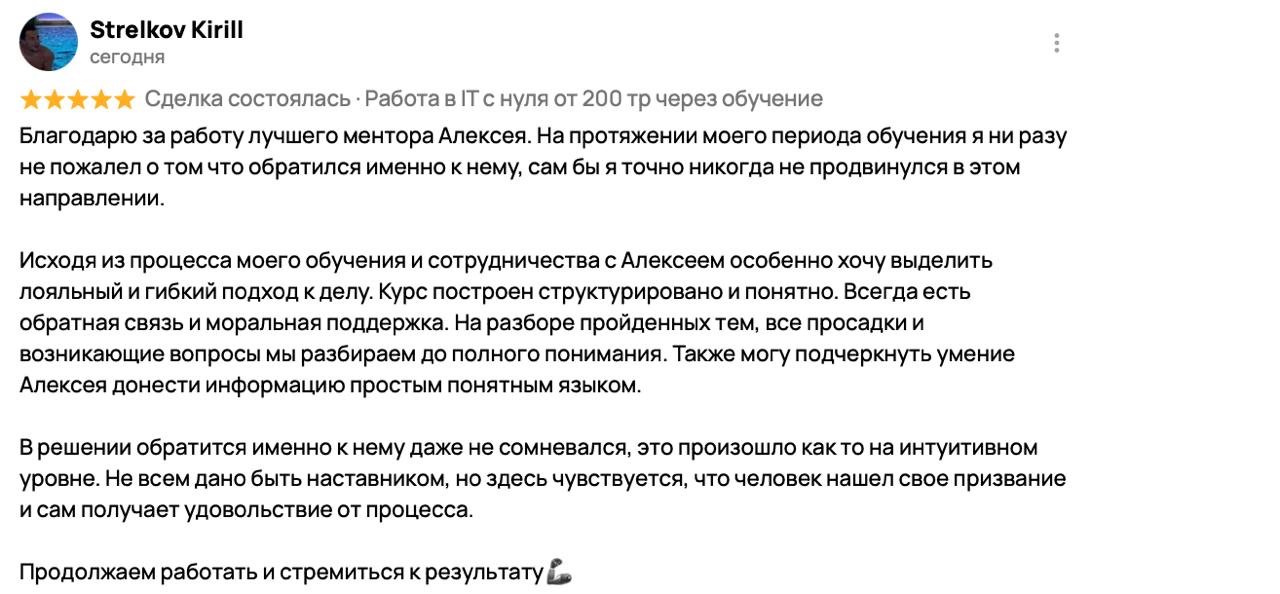 Strelkov Kirill
сегодня
Сделка состоялась · Работа в IT с нуля от 200 тр через обучение
Благодарю за работу лучшего ментора Алексея. На протяжении моего периода обучения я ни разу
не пожалел о том что обратился именно к нему, сам бы я точно никогда не продвинулся в этом
направлении.
Исходя из процесса моего обучения и сотрудничества с Алексеем особенно хочу выделить
лояльный и гибкий подход к делу. Курс построен структурировано и понятно. Всегда есть
обратная связь и моральная поддержка. На разборе пройденных тем, все просадки и
возникающие вопросы мы разбираем до полного понимания. Также могу подчеркнуть умение
Алексея донести информацию простым понятным языком.
В решении обратится именно к нему даже не сомневался, это произошло как то на интуитивном
уровне. Не всем дано быть наставником, но здесь чувствуется, что человек нашел свое призвание
и сам получает удовольствие от процесса.
Продолжаем работать и стремиться к результату🦾